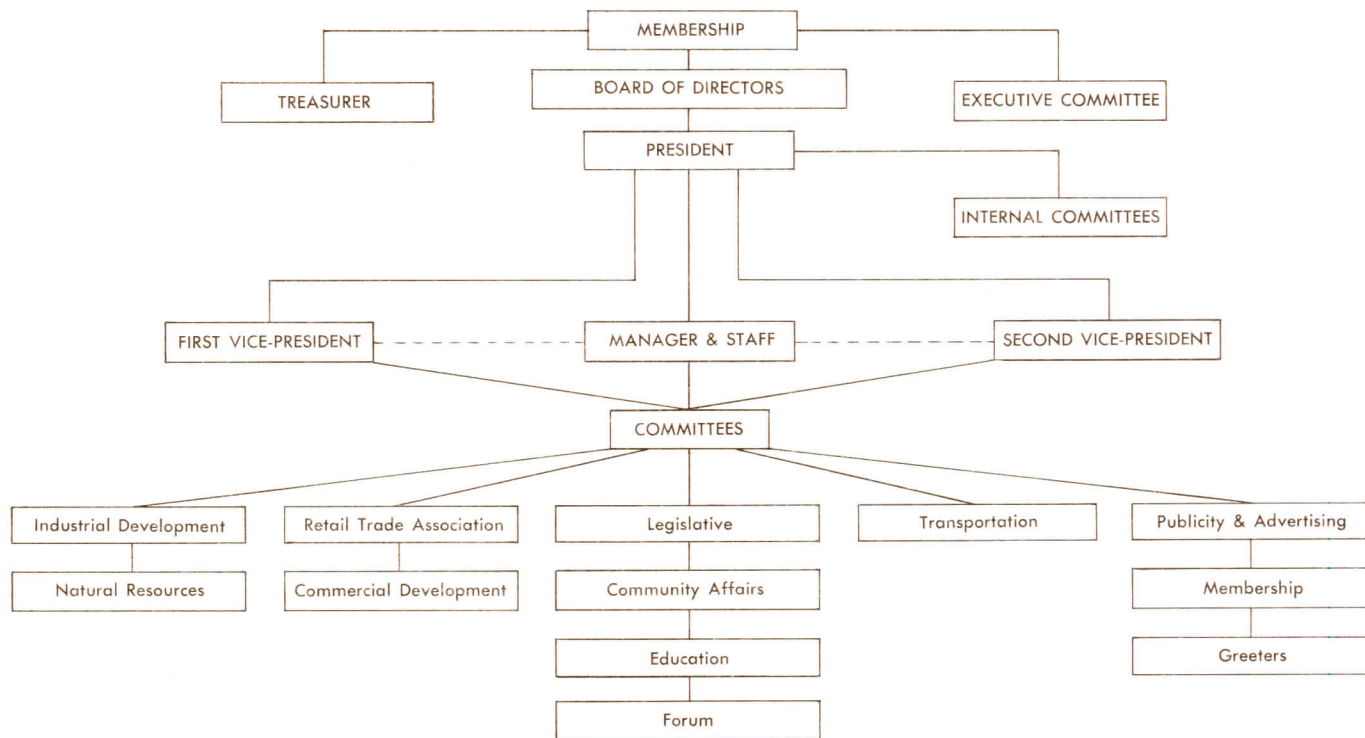 MEMBERSHIP
TREASURER
BOARD OF DIRECTORS
EXECUTIVE COMMITTEE
PRESIDENT
INTERNAL COMMITTEES
FIRST VICE-PRESIDENT
MANAGER & STAFF
SECOND VICE-PRESIDENT
COMMITTEES
Industrial Development
Retail Trade Association
Legislative
Transportation
Publicity & Advertising
Natural Resources
Commercial Development
Community Affairs
Membership
Education
Greeters
Forum